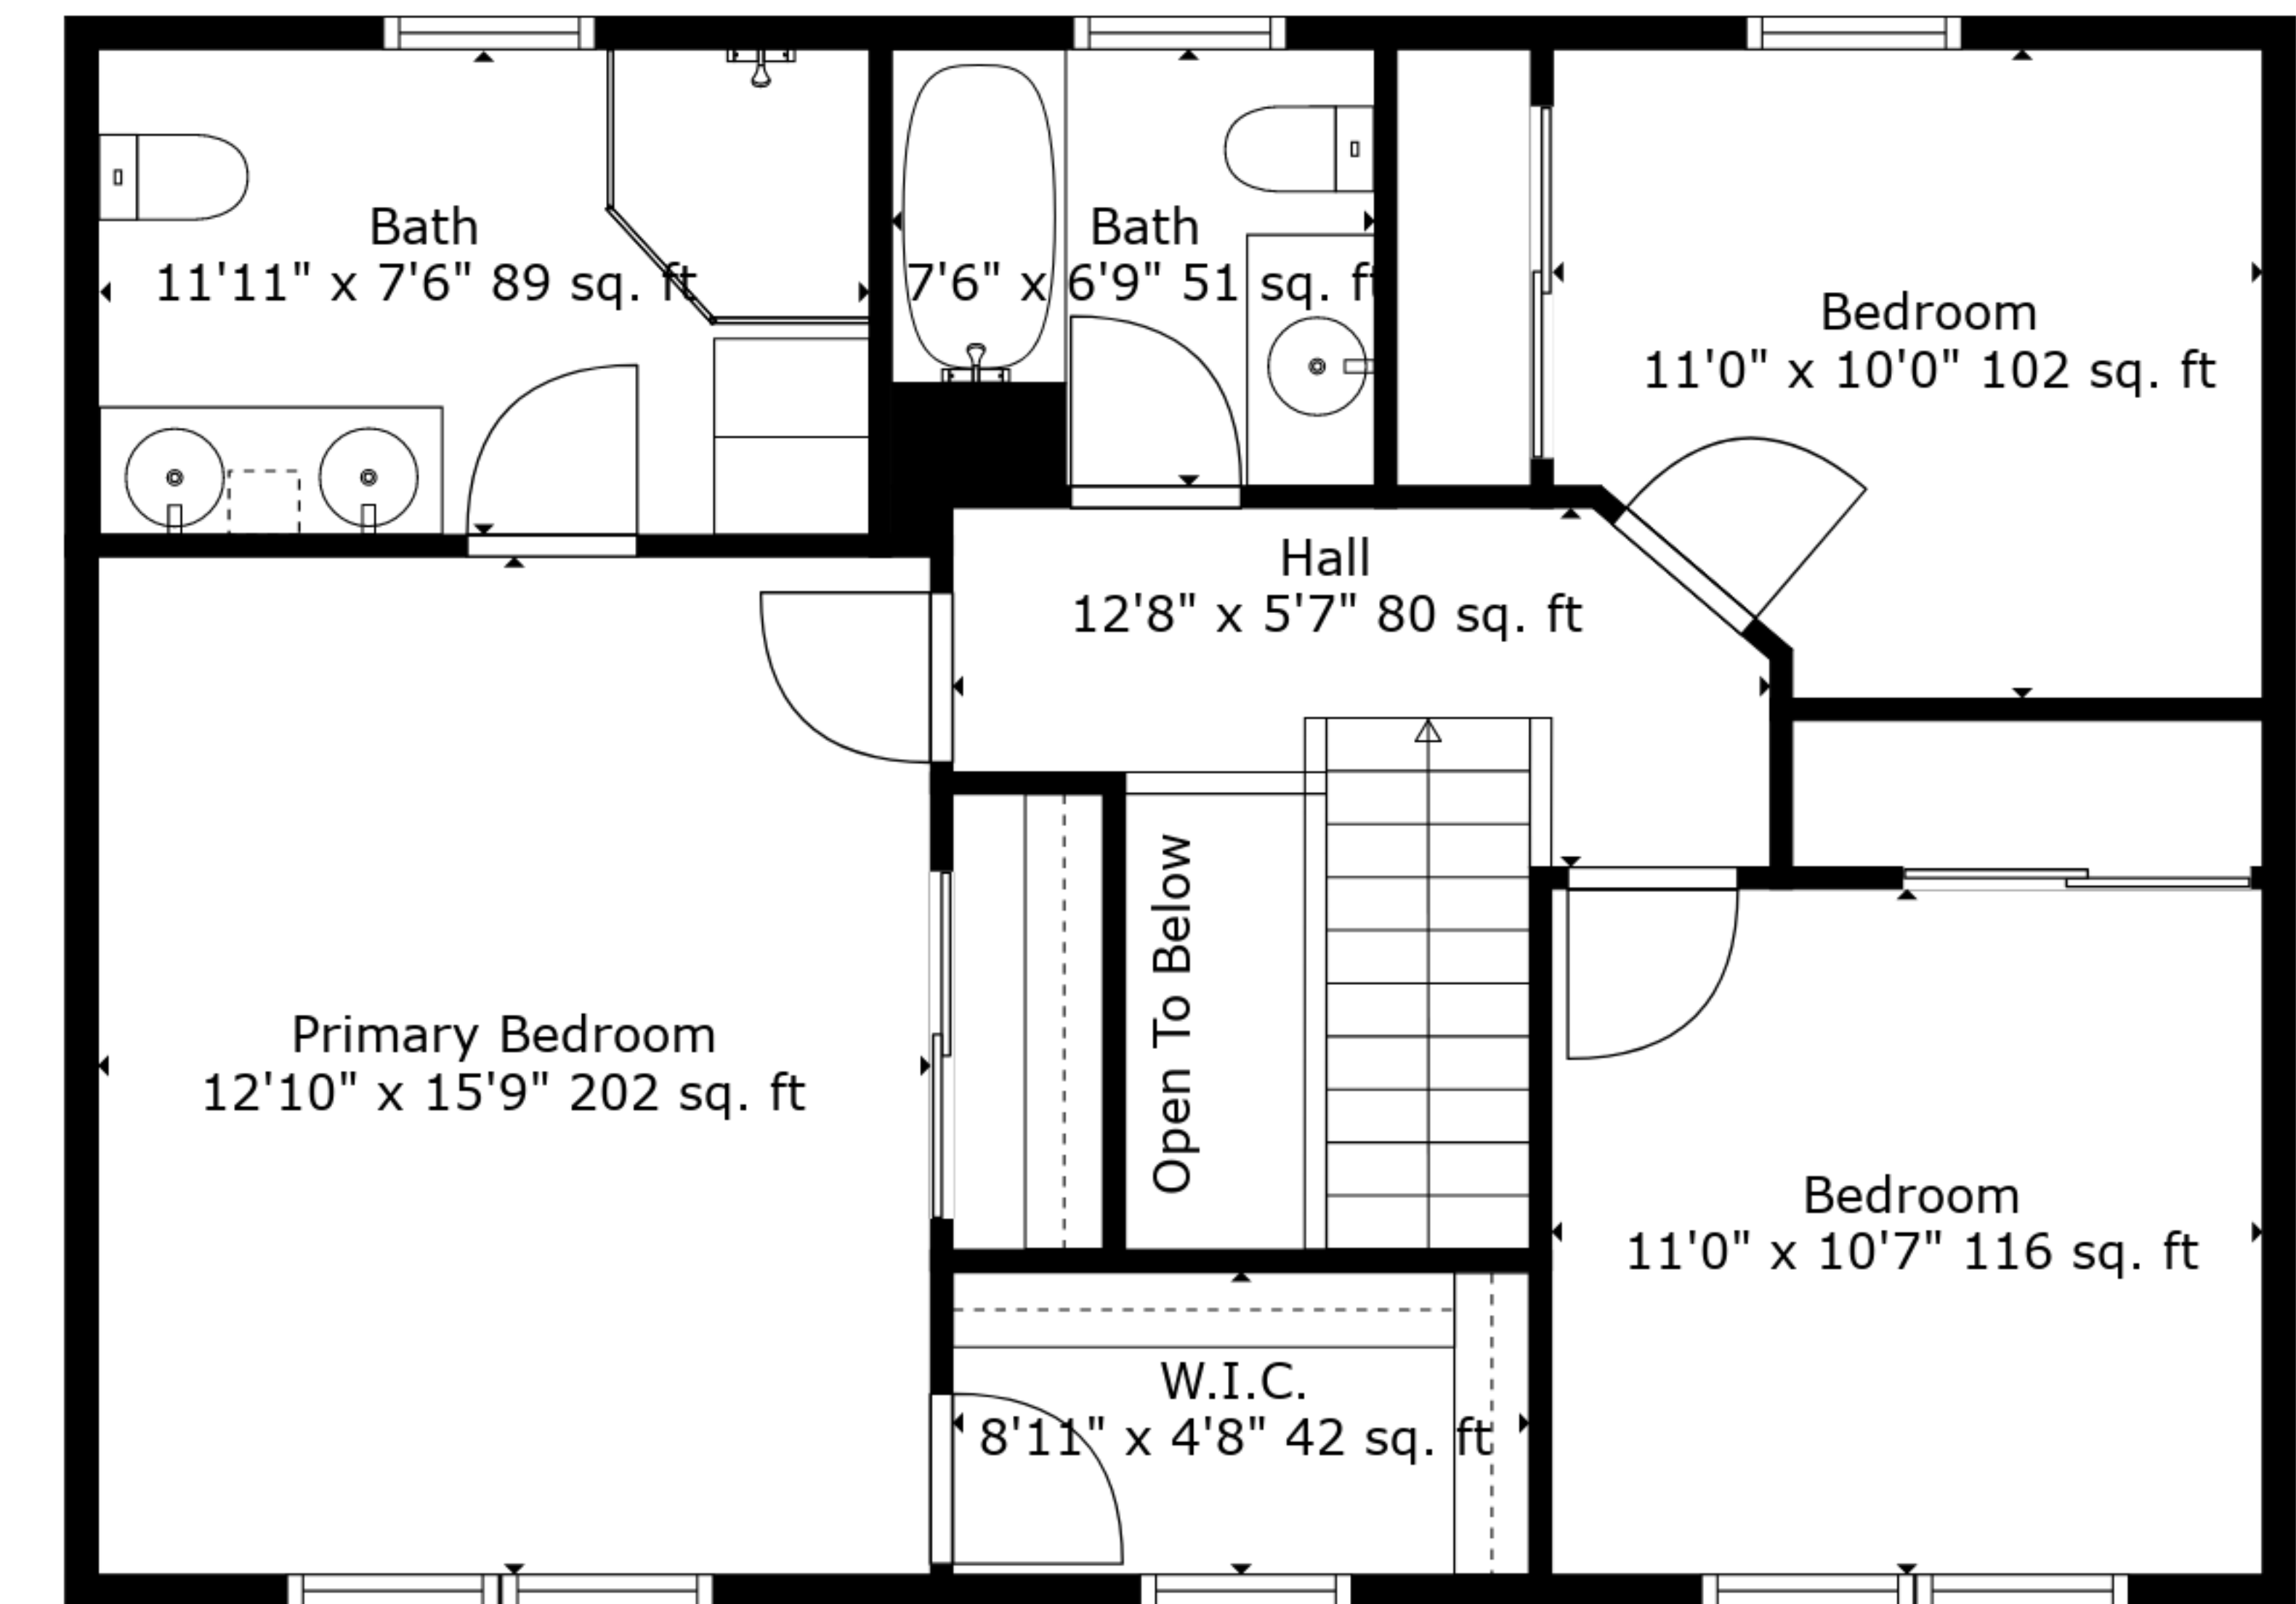 Bath
11'11" x 7'6" 89 sq. ft
Bath
7'6" x 6'9" 51 sq. ft
Bedroom
11'0" x 10'0" 102 sq. ft
Hall
12'8" x 5'7" 80 sq. ft
Primary Bedroom
12'10" x 15'9" 202 sq. ft
Open To Below
Bedroom
11'0" x 10'7" 116 sq. ft
W.I.C.
8'11" x 4'8" 42 sq. ft